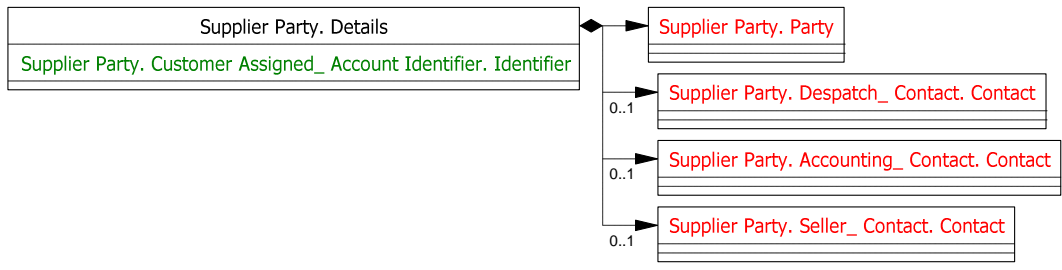 Supplier Party. Details
Supplier Party. Customer Assigned_ Account Identifier. Identifier
Supplier Party. Party
Supplier Party. Despatch_ Contact. Contact
0..1
Supplier Party. Accounting_ Contact. Contact
0..1
Supplier Party. Seller_ Contact. Contact
0..1